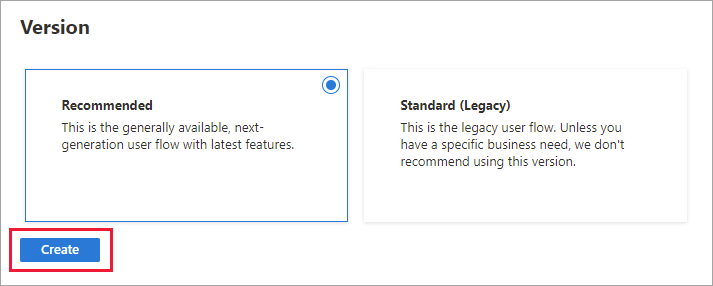 Version
Recommended
This is the generally available, next-
generation user flow with latest features.
Standard (Legacy)
This is the legacy user flow. Unless you
have a specific business need, we don't
recommend using this version.
Create